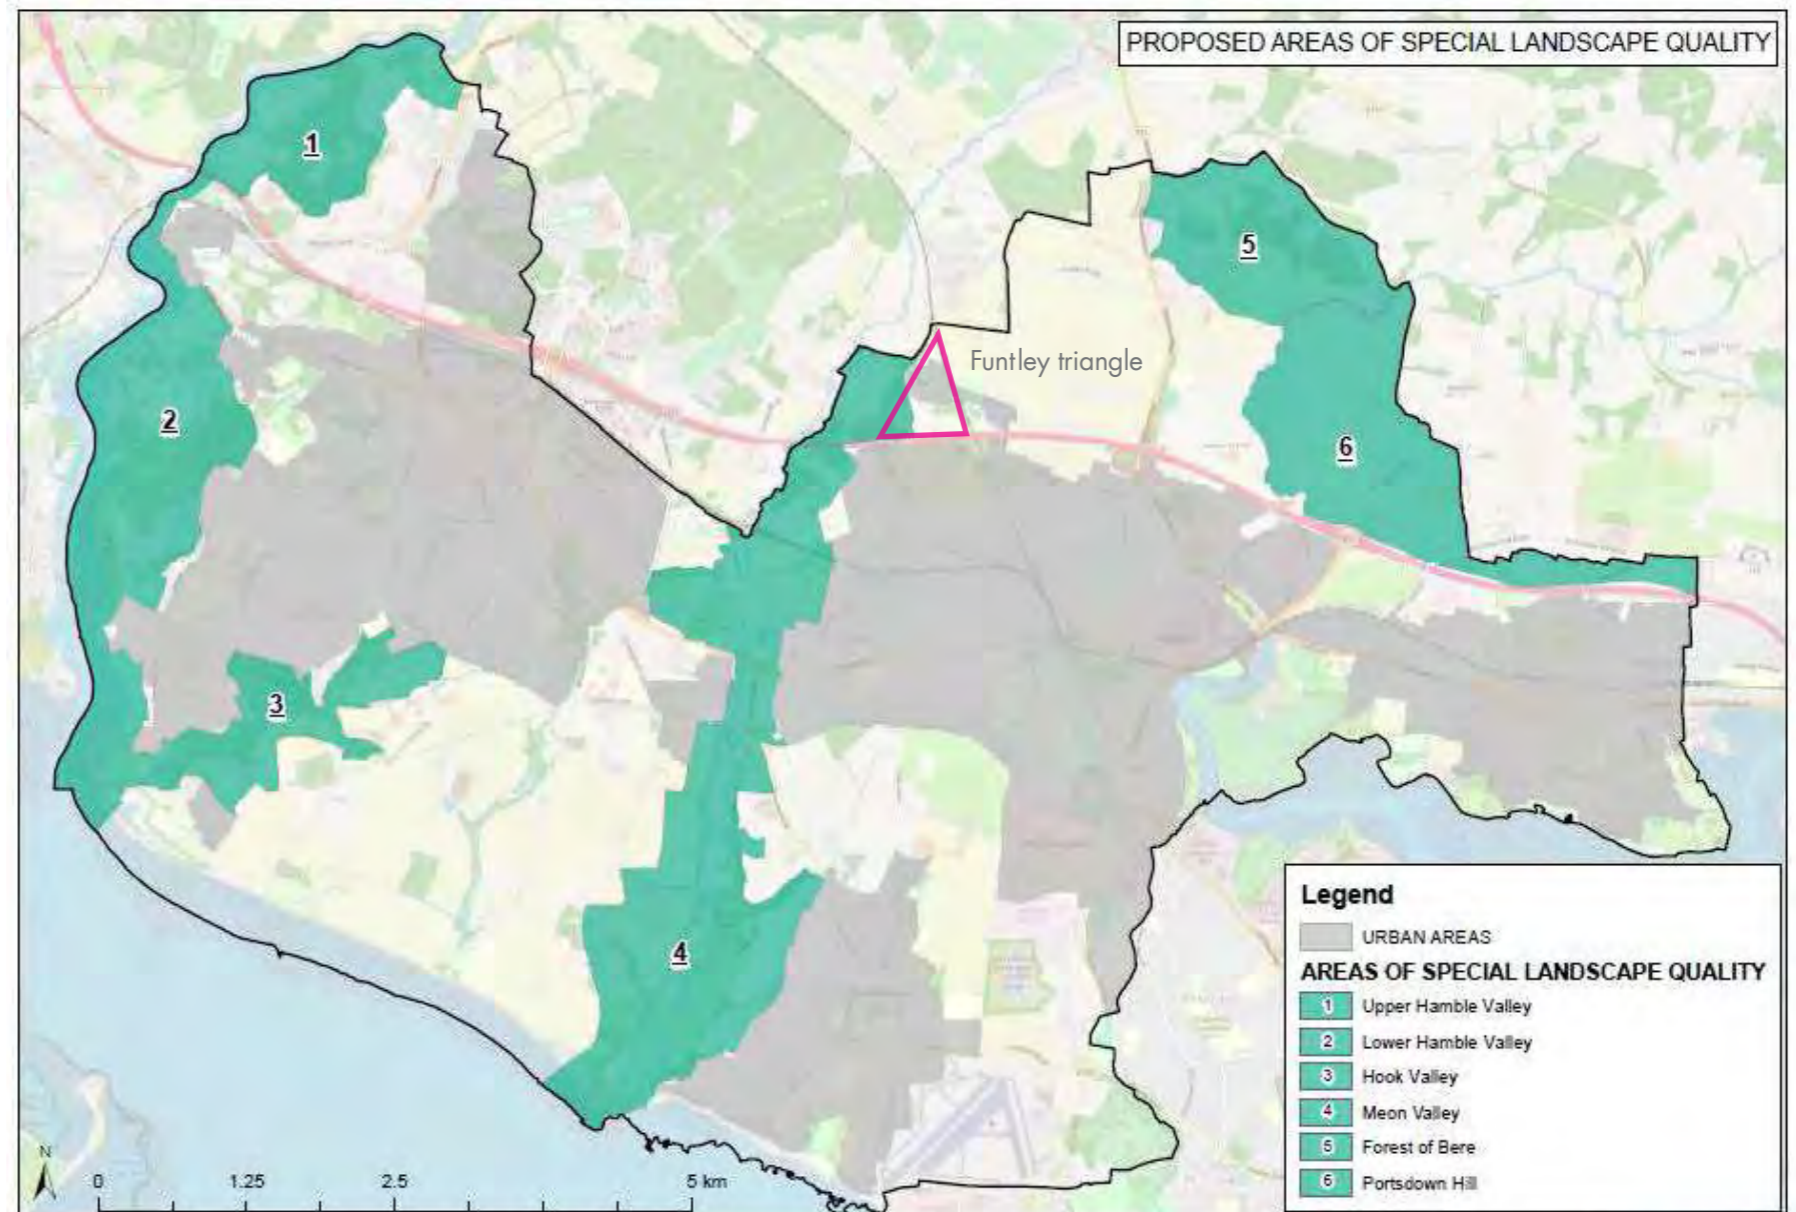 PROPOSED AREAS OF SPECIAL LANDSCAPE QUALITY
1
5
Funtley triangle
2
6
3
4
Legend
URBAN AREAS
AREAS OF SPECIAL LANDSCAPE QUALITY
1 Upper Hamble Valley
2 Lower Hamble Valley
3 Hook Valley
4 Meon Valley
5 Forest of Bere
6 Portsdown Hill
N
0 1.25 2.5 5 km